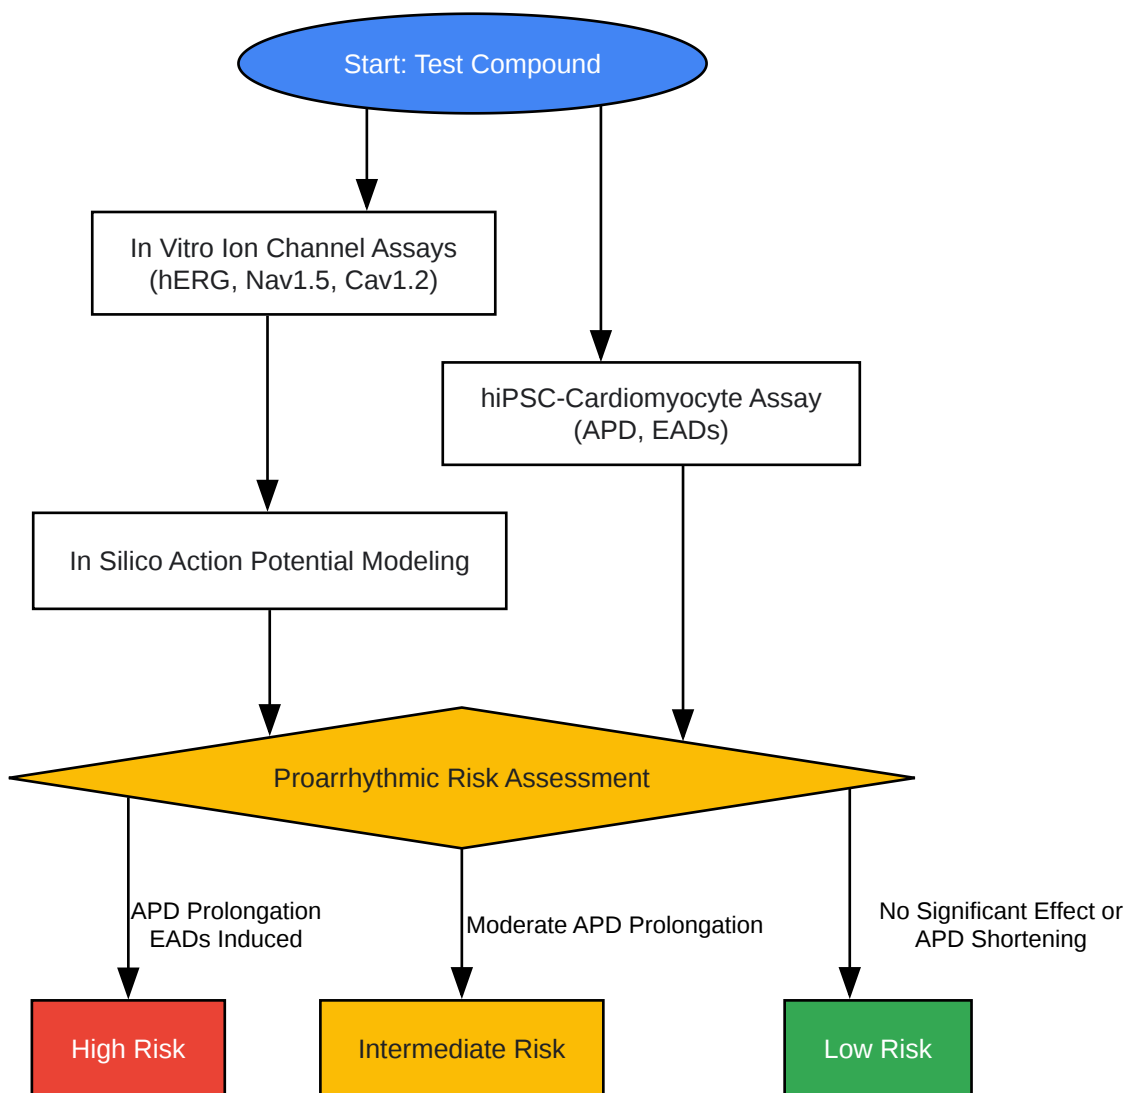 Start: Test Compound
In Vitro Ion Channel Assays
(hERG, Nav1.5, Cav1.2)
hiPSC-Cardiomyocyte Assay
(APD, EADs)
In Silico Action Potential Modeling
Proarrhythmic Risk Assessment
APD Prolongation
EADs Induced
Moderate APD Prolongation
No Significant Effect or
APD Shortening
High Risk
Intermediate Risk
Low Risk